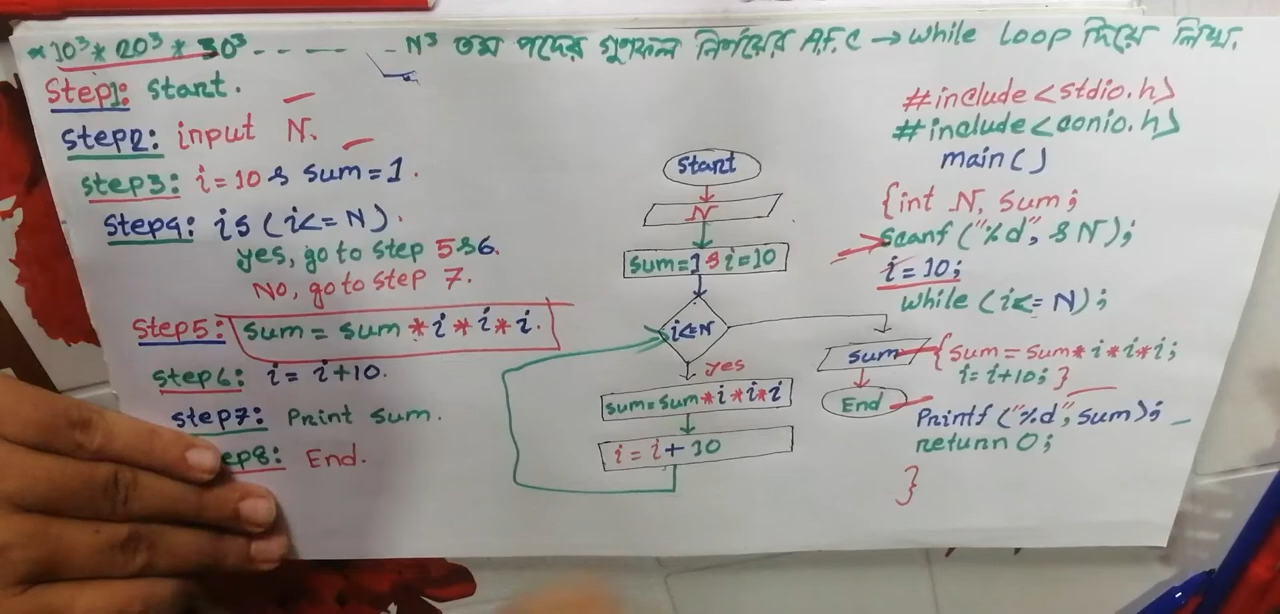 * 10³ * 20³ * 30³ - - - - - - - N³ তম পদের গুণফল নির্ণয়ের A.F.C → While Loop দিয়ে লিখ.
Step1: Start.
Step2: input N.
Step3: i = 10 & sum = 1.
Step4: is (i<= N).
yes, go to step 5&6.
No, go to step 7.
Step5: sum = sum * i * i * i.
Step6: i = i+10.
Step7: Print sum.
ep8: End.
Start
N
sum=1 & i=10
i<=N
yes
sum=sum*i*i*i
i = i + 10
sum
End
#include<stdio.h>
#include<conio.h>
main()
{int N, Sum;
Scanf ("%d", &N);
i = 10;
while (i<= N);
{sum = Sum* i*i*i;
i= i+10; }
Printf ("%d", sum);
return 0;
}